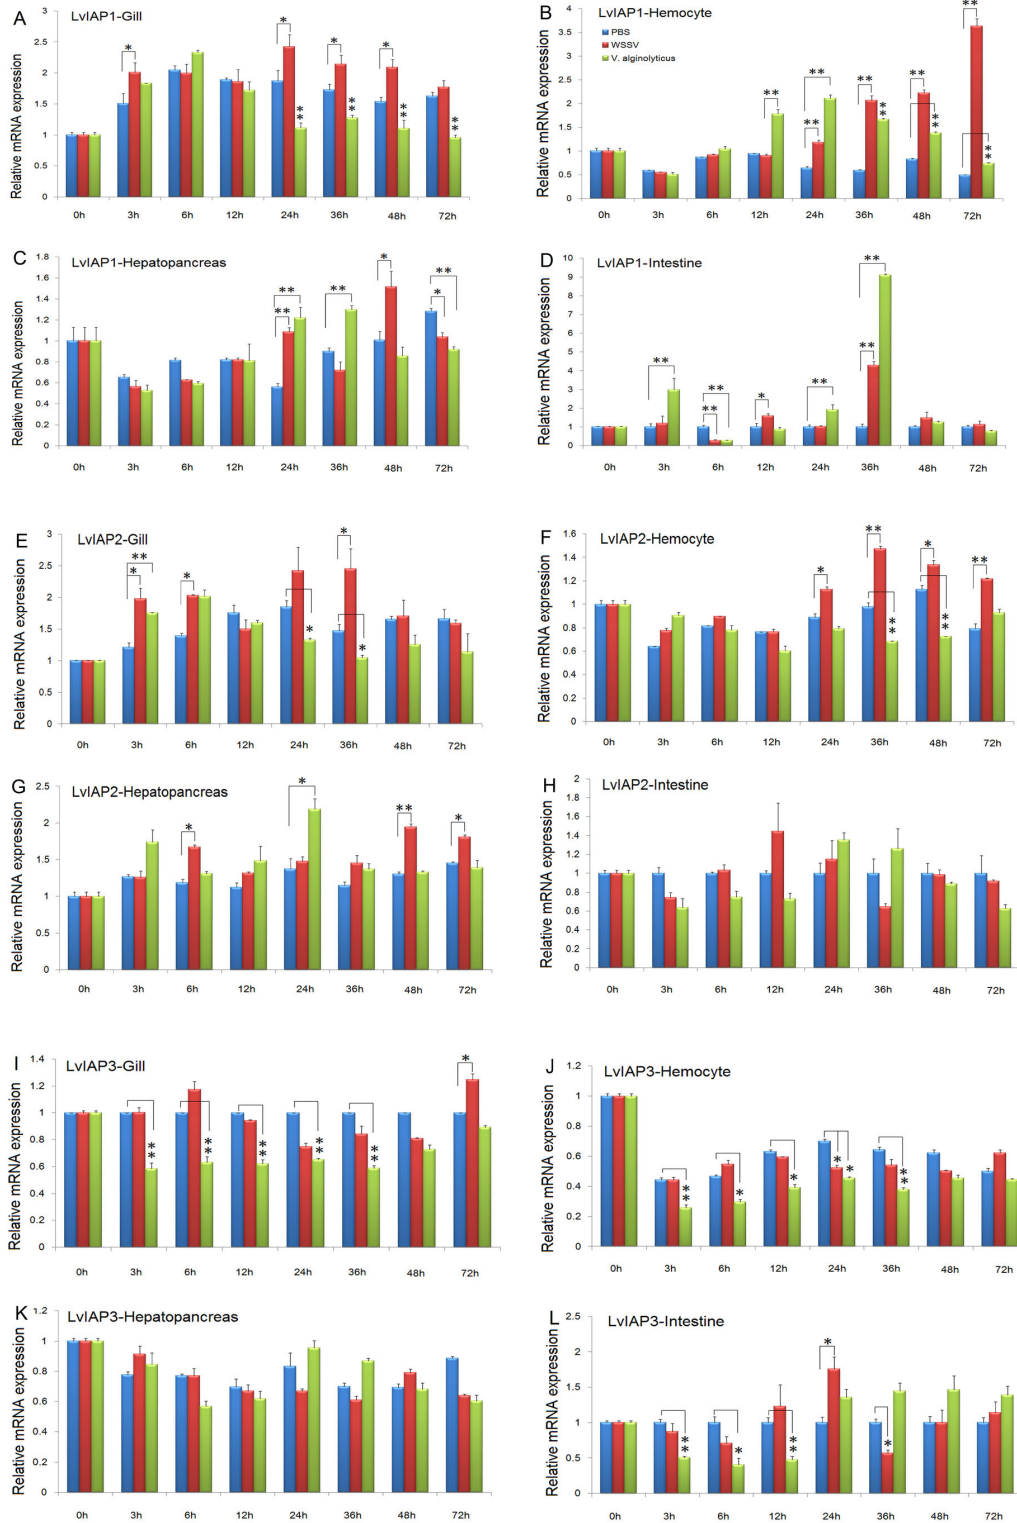 A
LvIAP1-Gill
Relative mRNA expression
3
2.5
2
1.5
1
0.5
0
* * * * ** ** ** **
0h 3h 6h 12h 24h 36h 48h 72h
B
LvIAP1-Hemocyte
PBS
WSSV
V. alginolyticus
Relative mRNA expression
4
3.5
3
2.5
2
1.5
1
0.5
0
** ** ** ** ** ** ** ** **
0h 3h 6h 12h 24h 36h 48h 72h
C
LvIAP1-Hepatopancreas
Relative mRNA expression
1.8
1.6
1.4
1.2
1
0.8
0.6
0.4
0.2
0
** ** ** * ** *
0h 3h 6h 12h 24h 36h 48h 72h
D
LvIAP1-Intestine
Relative mRNA expression
10
9
8
7
6
5
4
3
2
1
0
** ** ** * ** ** **
0h 3h 6h 12h 24h 36h 48h 72h
E
LvIAP2-Gill
Relative mRNA expression
3
2.5
2
1.5
1
0.5
0
** * * * * *
0h 3h 6h 12h 24h 36h 48h 72h
F
LvIAP2-Hemocyte
Relative mRNA expression
1.6
1.4
1.2
1
0.8
0.6
0.4
0.2
0
* ** ** * ** **
0h 3h 6h 12h 24h 36h 48h 72h
G
LvIAP2-Hepatopancreas
Relative mRNA expression
2.5
2
1.5
1
0.5
0
* * ** *
0h 3h 6h 12h 24h 36h 48h 72h
H
LvIAP2-Intestine
Relative mRNA expression
2
1.8
1.6
1.4
1.2
1
0.8
0.6
0.4
0.2
0
0h 3h 6h 12h 24h 36h 48h 72h
I
LvIAP3-Gill
Relative mRNA expression
1.4
1.2
1
0.8
0.6
0.4
0.2
0
** ** ** ** ** *
0h 3h 6h 12h 24h 36h 48h 72h
J
LvIAP3-Hemocyte
Relative mRNA expression
1.2
1
0.8
0.6
0.4
0.2
0
** * * * * **
0h 3h 6h 12h 24h 36h 48h 72h
K
LvIAP3-Hepatopancreas
Relative mRNA expression
1.2
1
0.8
0.6
0.4
0.2
0
0h 3h 6h 12h 24h 36h 48h 72h
L
LvIAP3-Intestine
Relative mRNA expression
2.5
2
1.5
1
0.5
0
** * ** * *
0h 3h 6h 12h 24h 36h 48h 72h